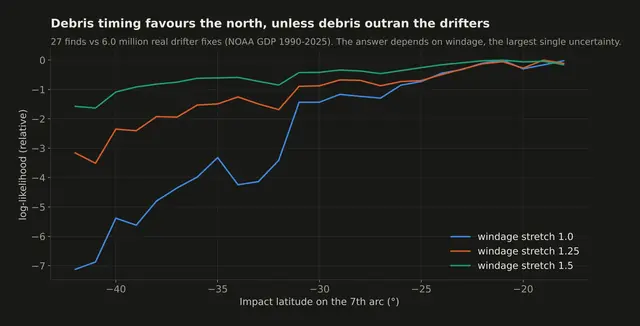 Debris timing favours the north, unless debris outran the drifters
27 finds vs 6.0 million real drifter fixes (NOAA GDP 1990-2025). The answer depends on windage, the largest single uncertainty.
log-likelihood (relative)
0
−1
−2
−3
−4
−5
−6
−7
windage stretch 1.0
windage stretch 1.25
windage stretch 1.5
−40
−35
−30
−25
−20
Impact latitude on the 7th arc (°)